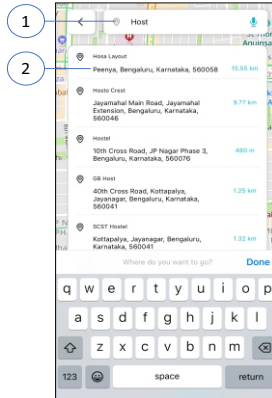 1
Host
2
Hosa Layout
Peenya, Bengaluru, Karnataka, 560058
15.55 km
Hosto Crest
Jayamahal Main Road, Jayamahal
Extension, Bengaluru, Karnataka,
560046
9.77 km
Hostel
10th Cross Road, JP Nagar Phase 3,
Bengaluru, Karnataka, 560076
490 m
GB Host
40th Cross Road, Kottapalya,
Jayanagar, Bengaluru, Karnataka,
560041
1.25 km
SCST Hostel
Kottapalya, Jayanagar, Bengaluru,
Karnataka, 560041
1.32 km
Where do you want to go?
Done
q w e r t y u i o p
a s d f g h j k l
z x c v b n m
123 space return